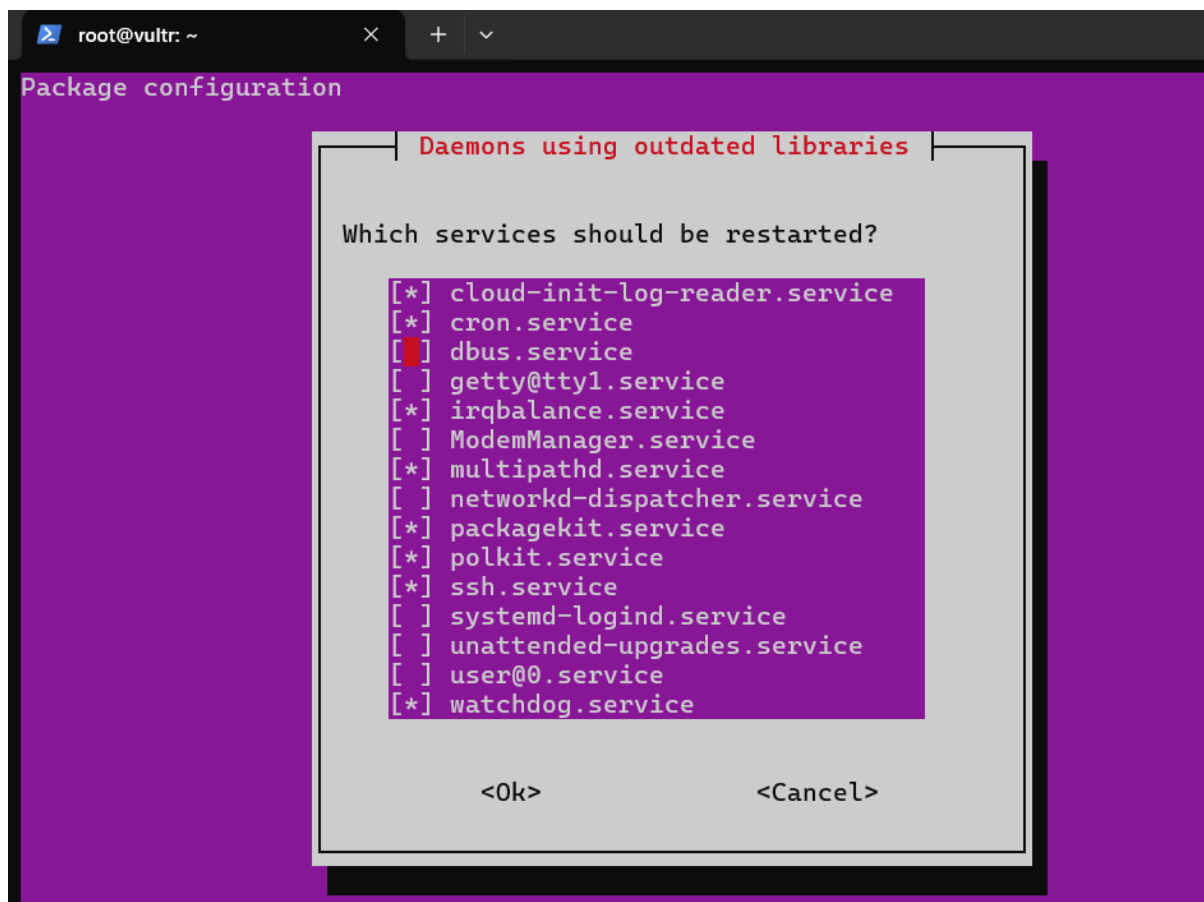 root@vultr: ~
Package configuration
Daemons using outdated libraries
Which services should be restarted?
[*] cloud-init-log-reader.service
[*] cron.service
[ ] dbus.service
[ ] getty@tty1.service
[*] irqbalance.service
[ ] ModemManager.service
[*] multipathd.service
[ ] networkd-dispatcher.service
[*] packagekit.service
[*] polkit.service
[*] ssh.service
[ ] systemd-logind.service
[ ] unattended-upgrades.service
[ ] user@0.service
[*] watchdog.service
<Ok> <Cancel>